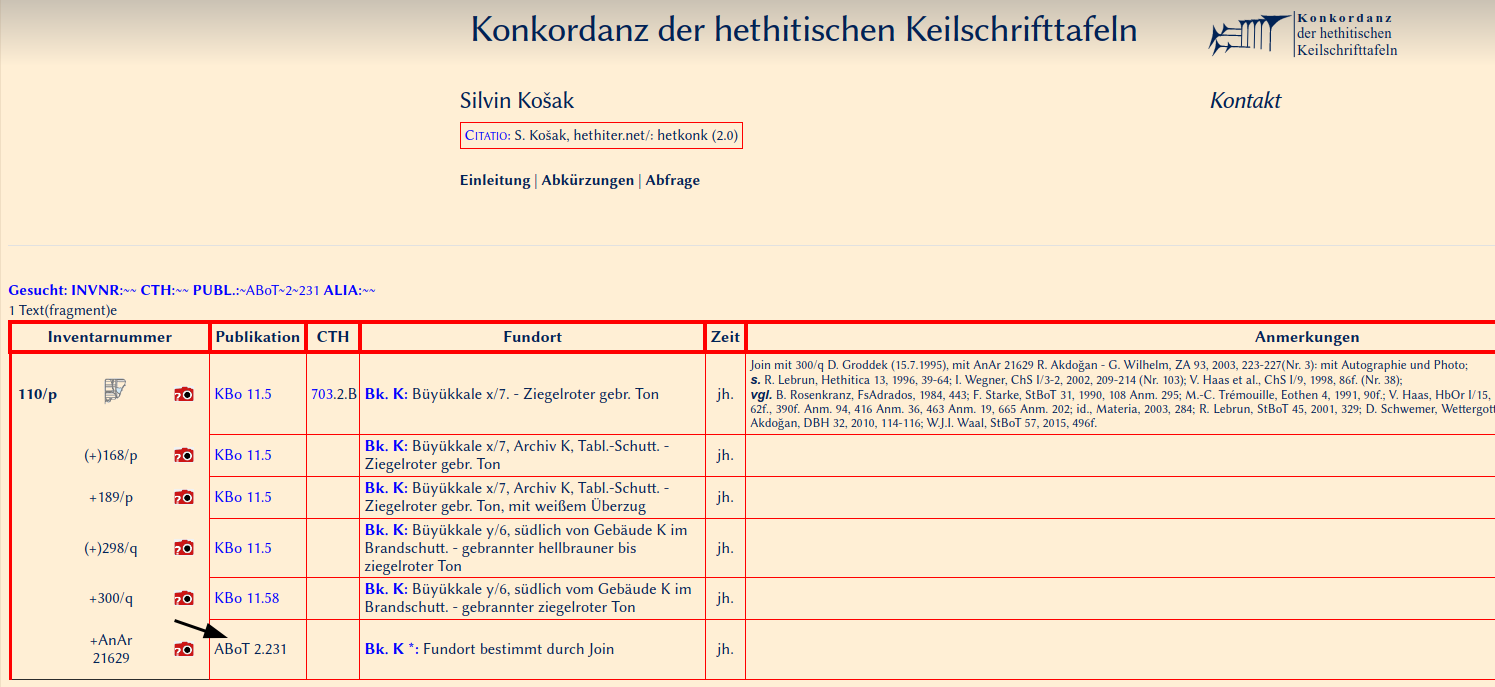 Konkordanz der hethitischen Keilschrifttafeln
Konkordanz
der hethitischen
Keilschrifttafeln
Silvin Košak
Kontakt
CITATIO: S. Košak, hethiter.net/: hetkonk (2.0)
Einleitung | Abkürzungen | Abfrage
Gesucht: INVNR:~~ CTH:~~ PUBL.:~ABoT~2~231 ALIA:~~
1 Text(fragment)e
Inventarnummer Publikation CTH Fundort Zeit Anmerkungen
110/p KBo 11.5 703.2.B Bk. K: Büyükkale x/7. - Ziegelroter gebr. Ton jh.
Join mit 300/q D. Groddek (15.7.1995), mit AnAr 21629 R. Akdoğan - G. Wilhelm, ZA 93, 2003, 223-227(Nr. 3): mit Autographie und Photo;
s. R. Lebrun, Hethitica 13, 1996, 39-64; I. Wegner, ChS I/3-2, 2002, 209-214 (Nr. 103); V. Haas et al., ChS I/9, 1998, 86f. (Nr. 38);
vgl. B. Rosenkranz, FsAdrados, 1984, 443; F. Starke, StBoT 31, 1990, 108 Anm. 295; M.-C. Trémouille, Eothen 4, 1991, 90f.; V. Haas, HbOr I/15,
62f., 390f. Anm. 94, 416 Anm. 36, 463 Anm. 19, 665 Anm. 202; id., Materia, 2003, 284; R. Lebrun, StBoT 45, 2001, 329; D. Schwemer, Wettergott
Akdoğan, DBH 32, 2010, 114-116; W.J.I. Waal, StBoT 57, 2015, 496f.
(+)168/p KBo 11.5 Bk. K: Büyükkale x/7, Archiv K, Tabl.-Schutt. -
Ziegelroter gebr. Ton jh.
+189/p KBo 11.5 Bk. K: Büyükkale x/7, Archiv K, Tabl.-Schutt. -
Ziegelroter gebr. Ton, mit weißem Überzug jh.
(+)298/q KBo 11.5 Bk. K: Büyükkale y/6, südlich von Gebäude K im
Brandschutt. - gebrannter hellbrauner bis
ziegelroter Ton jh.
+300/q KBo 11.58 Bk. K: Büyükkale y/6, südlich vom Gebäude K im
Brandschutt. - gebrannter ziegelroter Ton jh.
+AnAr
21629 ABoT 2.231 Bk. K *: Fundort bestimmt durch Join jh.